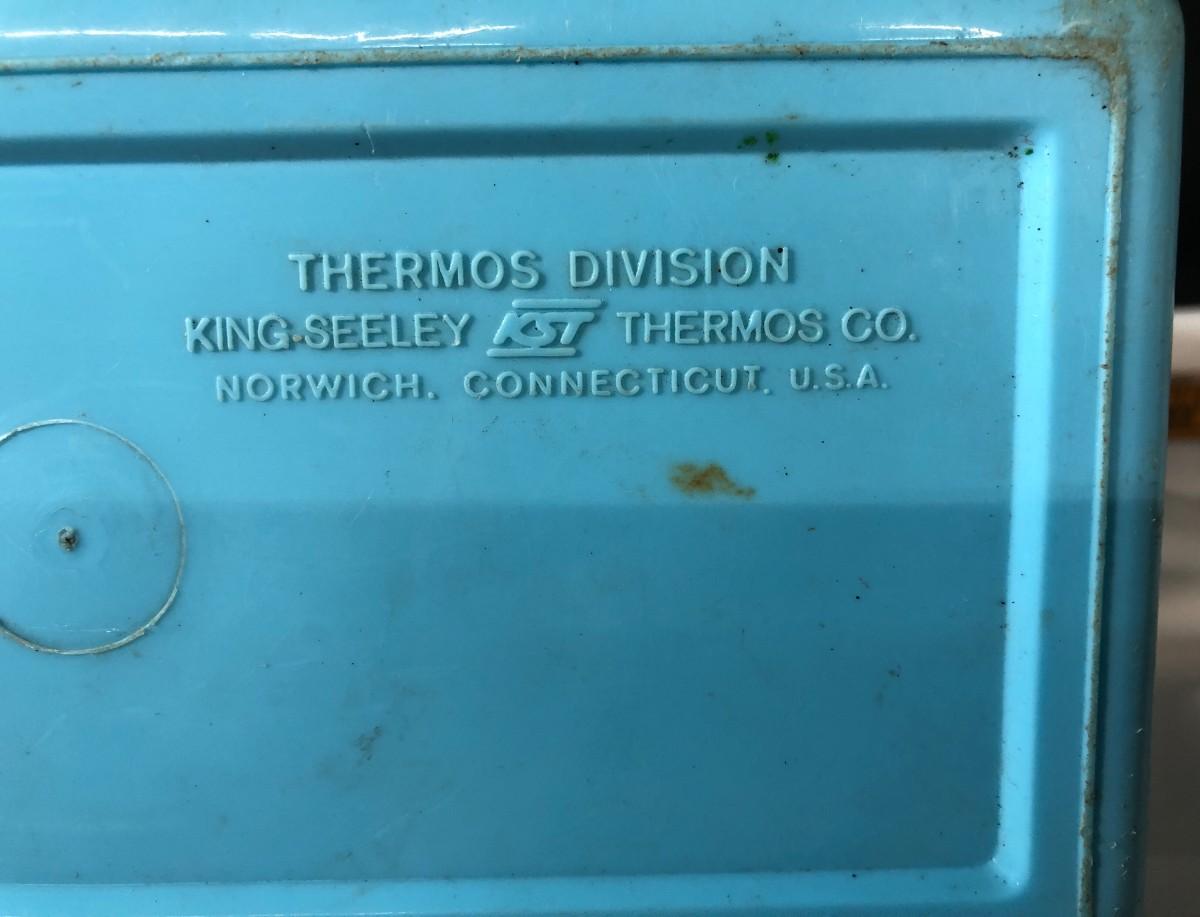 THERMOS DIVISION
KING-SEELEY KST THERMOS CO.
NORWICH, CONNECTICUT, U.S.A.